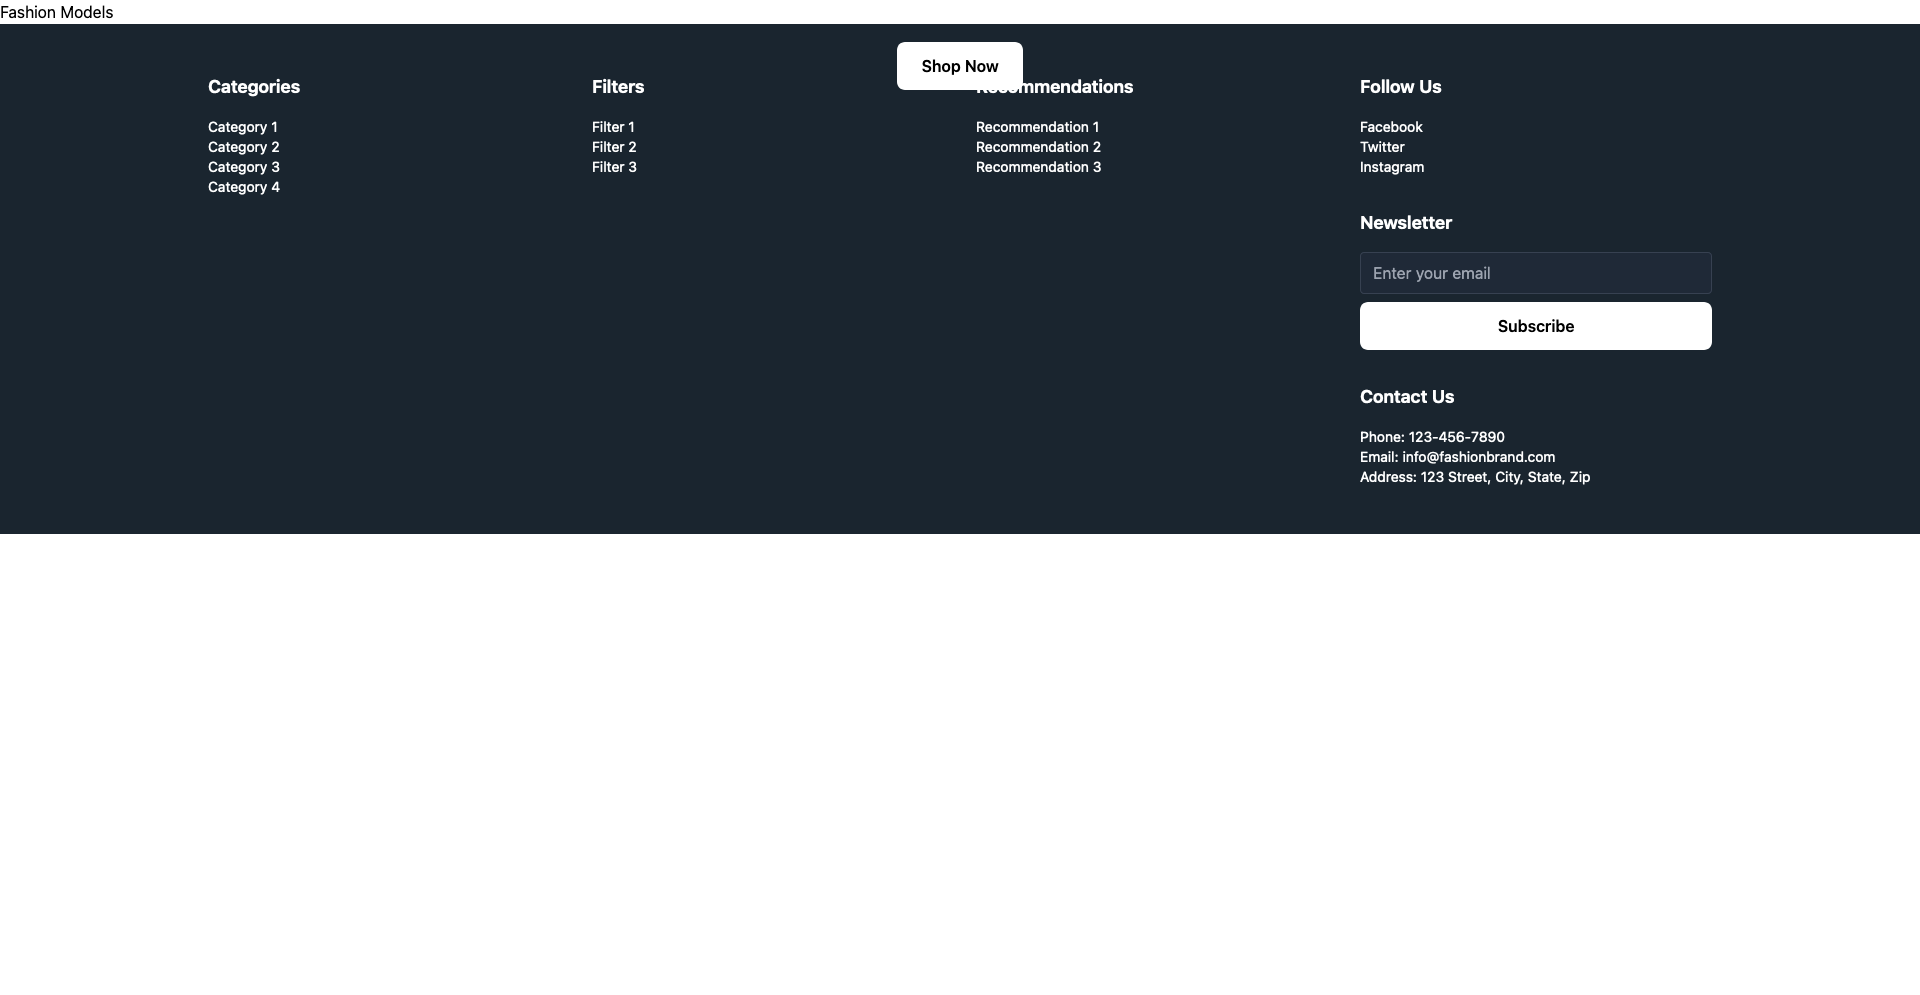 Fashion Models
Shop Now
Categories
Category 1
Category 2
Category 3
Category 4
Filters
Filter 1
Filter 2
Filter 3
Recommendations
Recommendation 1
Recommendation 2
Recommendation 3
Follow Us
Facebook
Twitter
Instagram
Newsletter
Enter your email
Subscribe
Contact Us
Phone: 123-456-7890
Email: info@fashionbrand.com
Address: 123 Street, City, State, Zip